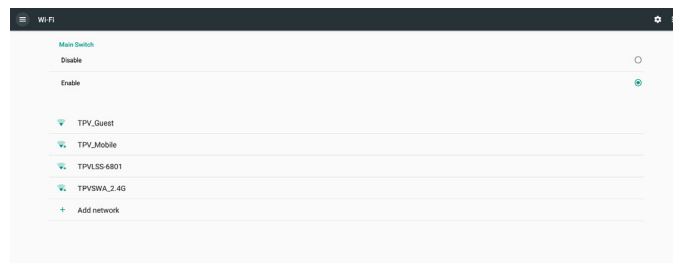 Wi-Fi
Main Switch
Disable
Enable
TPV_Guest
TPV_Mobile
TPVLSS-6801
TPVSWA_2.4G
Add network